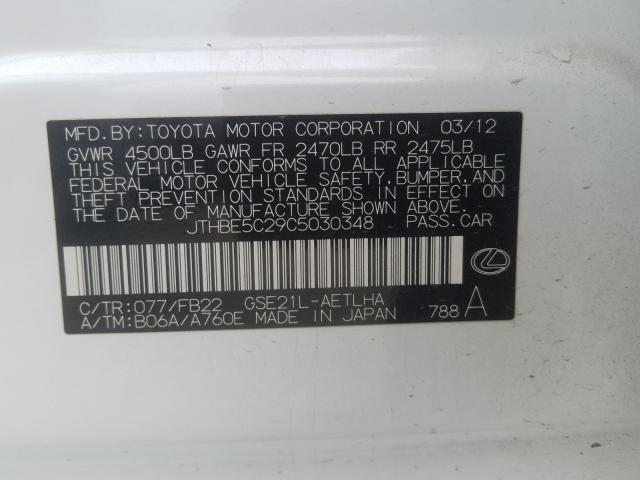 MFD. BY: TOYOTA MOTOR CORPORATION 03/12
GVWR 4500LB GAWR FR 2470LB RR 2475LB
THIS VEHICLE CONFORMS TO ALL APPLICABLE
FEDERAL MOTOR VEHICLE SAFETY, BUMPER, AND
THEFT PREVENTION STANDARDS IN EFFECT ON
THE DATE OF MANUFACTURE SHOWN ABOVE.
JTHBE5C29C5030348 PASS. CAR
C/TR: 077/FB22 GSE21L-AETLHA
A/TM: B06A/A760E MADE IN JAPAN 788 A